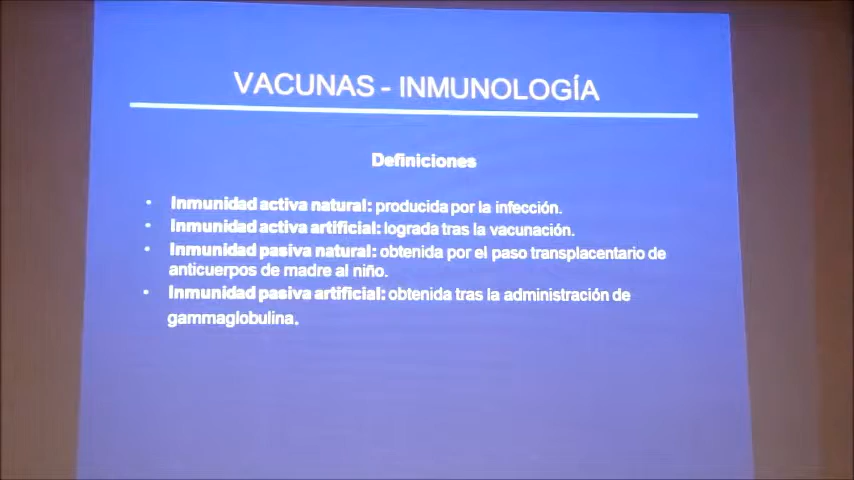 VACUNAS - INMUNOLOGÍA
Definiciones
• Inmunidad activa natural: producida por la infección.
• Inmunidad activa artificial: lograda tras la vacunación.
• Inmunidad pasiva natural: obtenida por el paso transplacentario de
anticuerpos de madre al niño.
• Inmunidad pasiva artificial: obtenida tras la administración de
gammaglobulina.